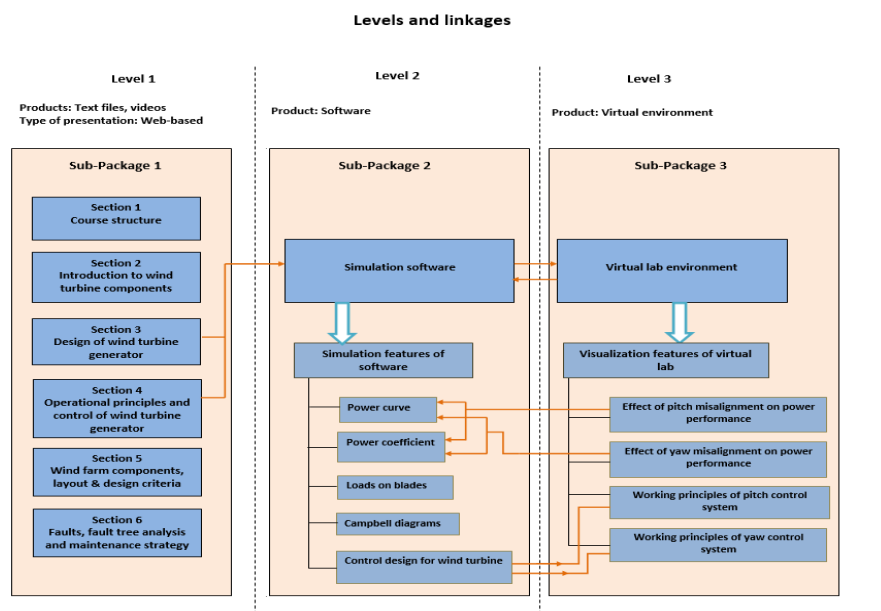 Levels and linkages
Level 1
Products: Text files, videos
Type of presentation: Web-based
Sub-Package 1
Section 1
Course structure
Section 2
Introduction to wind
turbine components
Section 3
Design of wind turbine
generator
Section 4
Operational principles and
control of wind turbine
generator
Section 5
Wind farm components,
layout & design criteria
Section 6
Faults, fault tree analysis
and maintenance strategy
Level 2
Product: Software
Sub-Package 2
Simulation software
Simulation features of
software
Power curve
Power coefficient
Loads on blades
Campbell diagrams
Control design for wind turbine
Level 3
Product: Virtual environment
Sub-Package 3
Virtual lab environment
Visualization features of virtual
lab
Effect of pitch misalignment on power
performance
Effect of yaw misalignment on power
performance
Working principles of pitch control
system
Working principles of yaw control
system